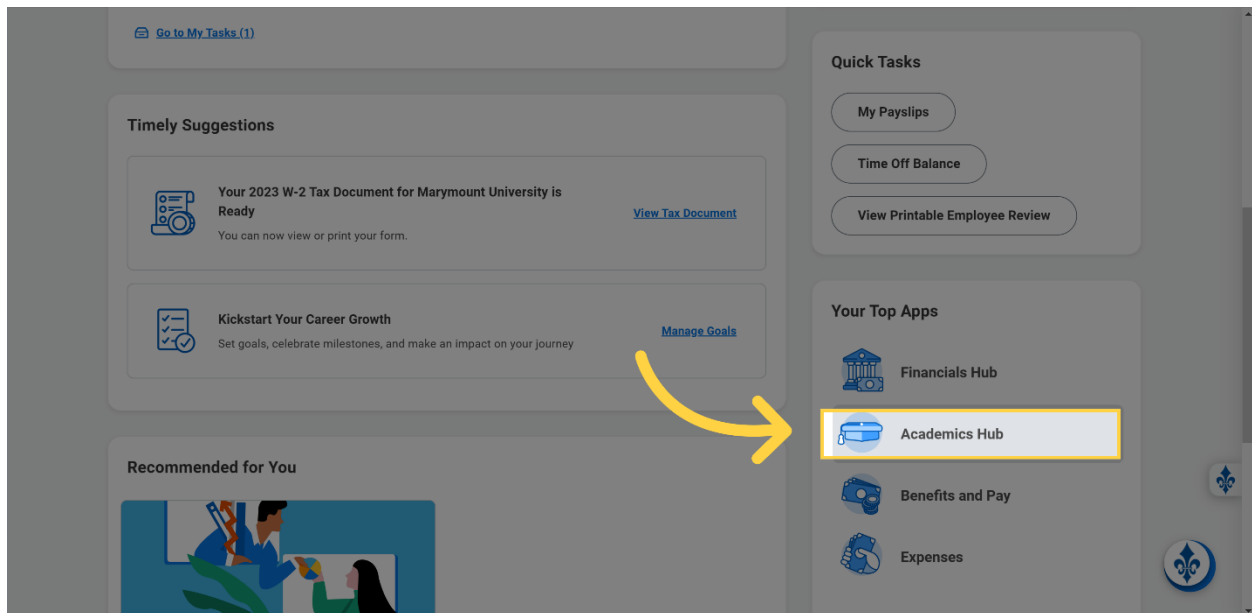 Go to My Tasks (1)
Timely Suggestions
Your 2023 W-2 Tax Document for Marymount University is
Ready
You can now view or print your form.
View Tax Document
Kickstart Your Career Growth
Set goals, celebrate milestones, and make an impact on your journey
Manage Goals
Recommended for You
Quick Tasks
My Payslips
Time Off Balance
View Printable Employee Review
Your Top Apps
Financials Hub
Academics Hub
Benefits and Pay
Expenses